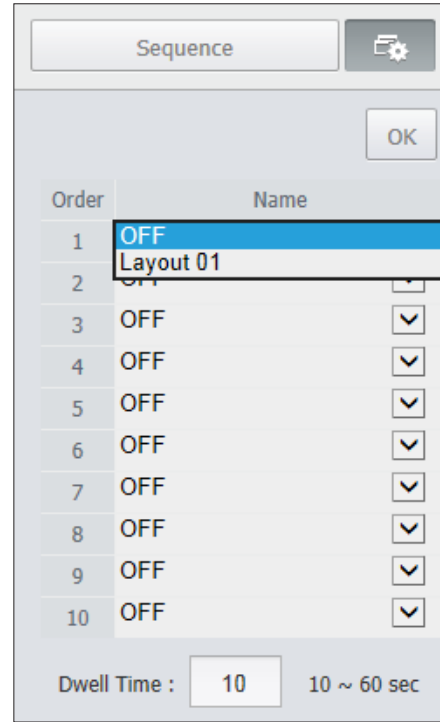 Sequence
OK
Order Name
1 OFF
Layout 01
2 OFF
3 OFF
4 OFF
5 OFF
6 OFF
7 OFF
8 OFF
9 OFF
10 OFF
Dwell Time : 10 10 ~ 60 sec